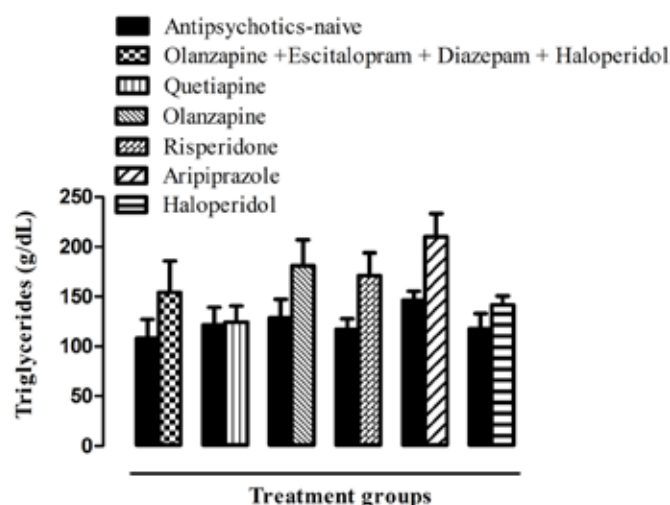 Antipsychotics-naive
Olanzapine +Escitalopram + Diazepam + Haloperidol
Quetiapine
Olanzapine
Risperidone
Aripiprazole
Haloperidol
250
200
150
100
50
0
Triglycerides (g/dL)
Treatment groups